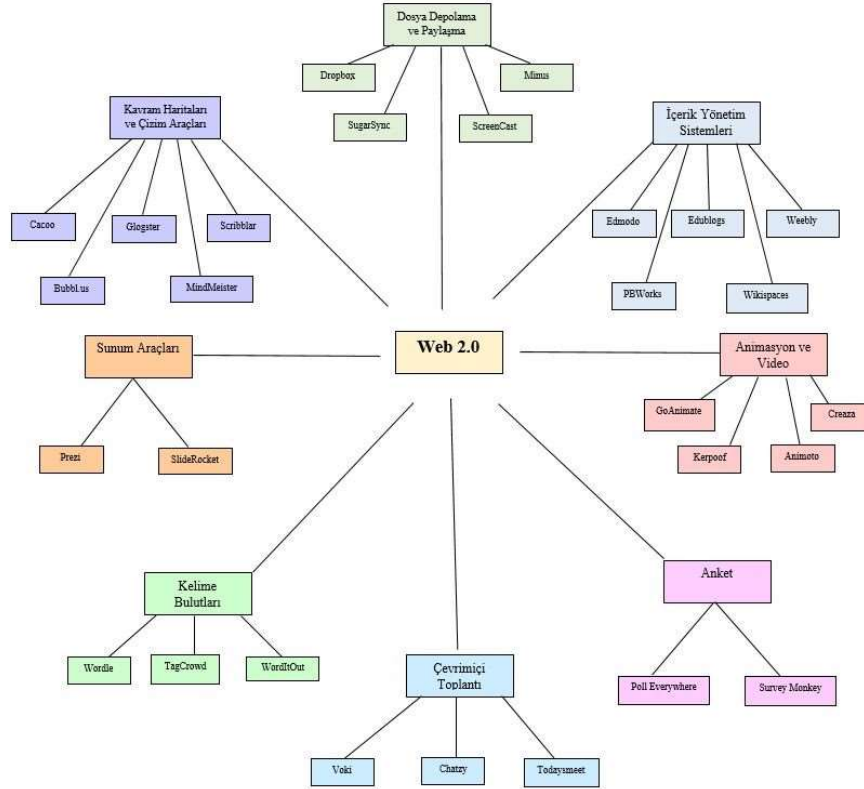 Dosya Depolama
ve Paylaşma
Dropbox
Minus
SugarSync
ScreenCast
Kavram Haritaları
ve Çizim Araçları
Cacoo
Glogster
Scribblar
Bubbl.us
MindMeister
İçerik Yönetim
Sistemleri
Edmodo
Edublogs
Weebly
PBWorks
Wikispaces
Web 2.0
Sunum Araçları
Prezi
SlideRocket
Animasyon ve
Video
GoAnimate
Creaza
Kerpoof
Animoto
Kelime
Bulutları
Wordle
TagCrowd
WordItOut
Çevrimiçi
Toplantı
Voki
Chatzy
Todaysmeet
Anket
Poll Everywhere
Survey Monkey